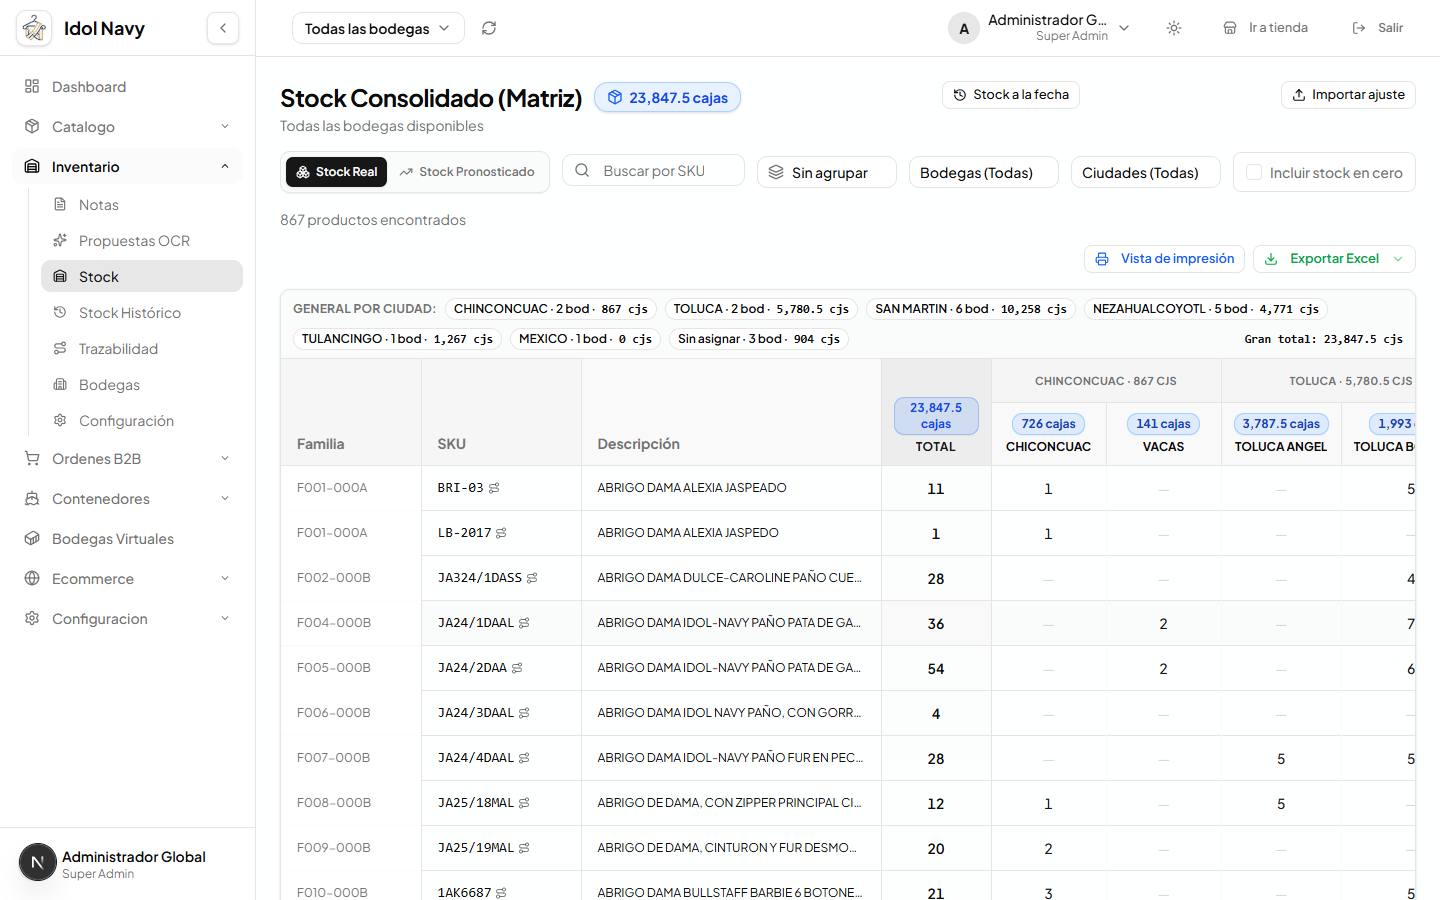 Idol Navy
Todas las bodegas
A
Administrador G...
Super Admin
Ir a tienda
Salir
Dashboard
Catalogo
Inventario
Notas
Propuestas OCR
Stock
Stock Histórico
Trazabilidad
Bodegas
Configuración
Ordenes B2B
Contenedores
Bodegas Virtuales
Ecommerce
Configuracion
N
Administrador Global
Super Admin
Stock Consolidado (Matriz)
23,847.5 cajas
Stock a la fecha
Importar ajuste
Todas las bodegas disponibles
Stock Real
Stock Pronosticado
Buscar por SKU
Sin agrupar
Bodegas (Todas)
Ciudades (Todas)
Incluir stock en cero
867 productos encontrados
Vista de impresión
Exportar Excel
GENERAL POR CIUDAD:
CHINCONCUAC · 2 bod · 867 cjs
TOLUCA · 2 bod · 5,780.5 cjs
SAN MARTIN · 6 bod · 10,258 cjs
NEZAHUALCOYOTL · 5 bod · 4,771 cjs
TULANCINGO · 1 bod · 1,267 cjs
MEXICO · 1 bod · 0 cjs
Sin asignar · 3 bod · 904 cjs
Gran total: 23,847.5 cjs
CHINCONCUAC · 867 CJS
TOLUCA · 5,780.5 CJS
Familia
SKU
Descripción
23,847.5 cajas
TOTAL
726 cajas
CHICONCUAC
141 cajas
VACAS
3,787.5 cajas
TOLUCA ANGEL
1,993
TOLUCA B
F001-000A BRI-03 ABRIGO DAMA ALEXIA JASPEADO 11 1 — — 5
F001-000A LB-2017 ABRIGO DAMA ALEXIA JASPEDO 1 1 — — —
F002-000B JA324/1DASS ABRIGO DAMA DULCE-CAROLINE PAÑO CUE... 28 — — — 4
F004-000B JA24/1DAAL ABRIGO DAMA IDOL-NAVY PAÑO PATA DE GA... 36 — 2 — 7
F005-000B JA24/2DAA ABRIGO DAMA IDOL-NAVY PAÑO PATA DE GA... 54 — 2 — 6
F006-000B JA24/3DAAL ABRIGO DAMA IDOL NAVY PAÑO, CON GORR... 4 — — — —
F007-000B JA24/4DAAL ABRIGO DAMA IDOL-NAVY PAÑO FUR EN PEC... 28 — — 5 5
F008-000B JA25/18MAL ABRIGO DE DAMA, CON ZIPPER PRINCIPAL CI... 12 1 — 5 —
F009-000B JA25/19MAL ABRIGO DE DAMA, CINTURON Y FUR DESMO... 20 2 — — —
F010-000B 1AK6687 ABRIGO DAMA BULLSTAFF BARBIE 6 BOTONE... 21 3 — — 5